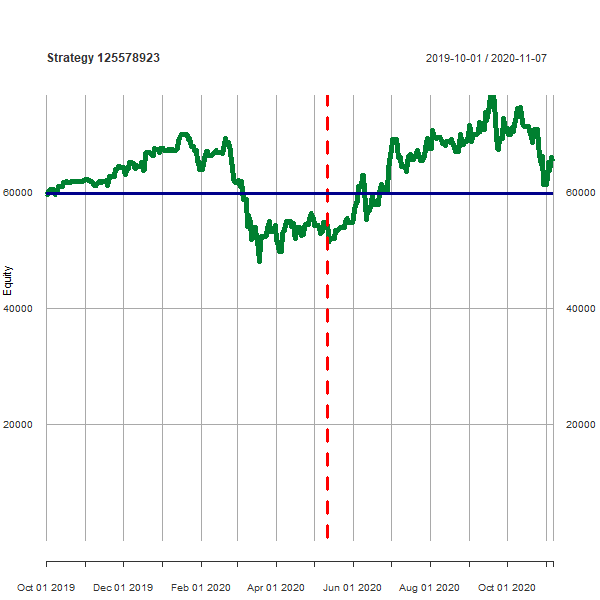 Strategy 125578923
2019-10-01 / 2020-11-07
60000
60000
Equity
40000
40000
20000
20000
Oct 01 2019
Dec 01 2019
Feb 01 2020
Apr 01 2020
Jun 01 2020
Aug 01 2020
Oct 01 2020